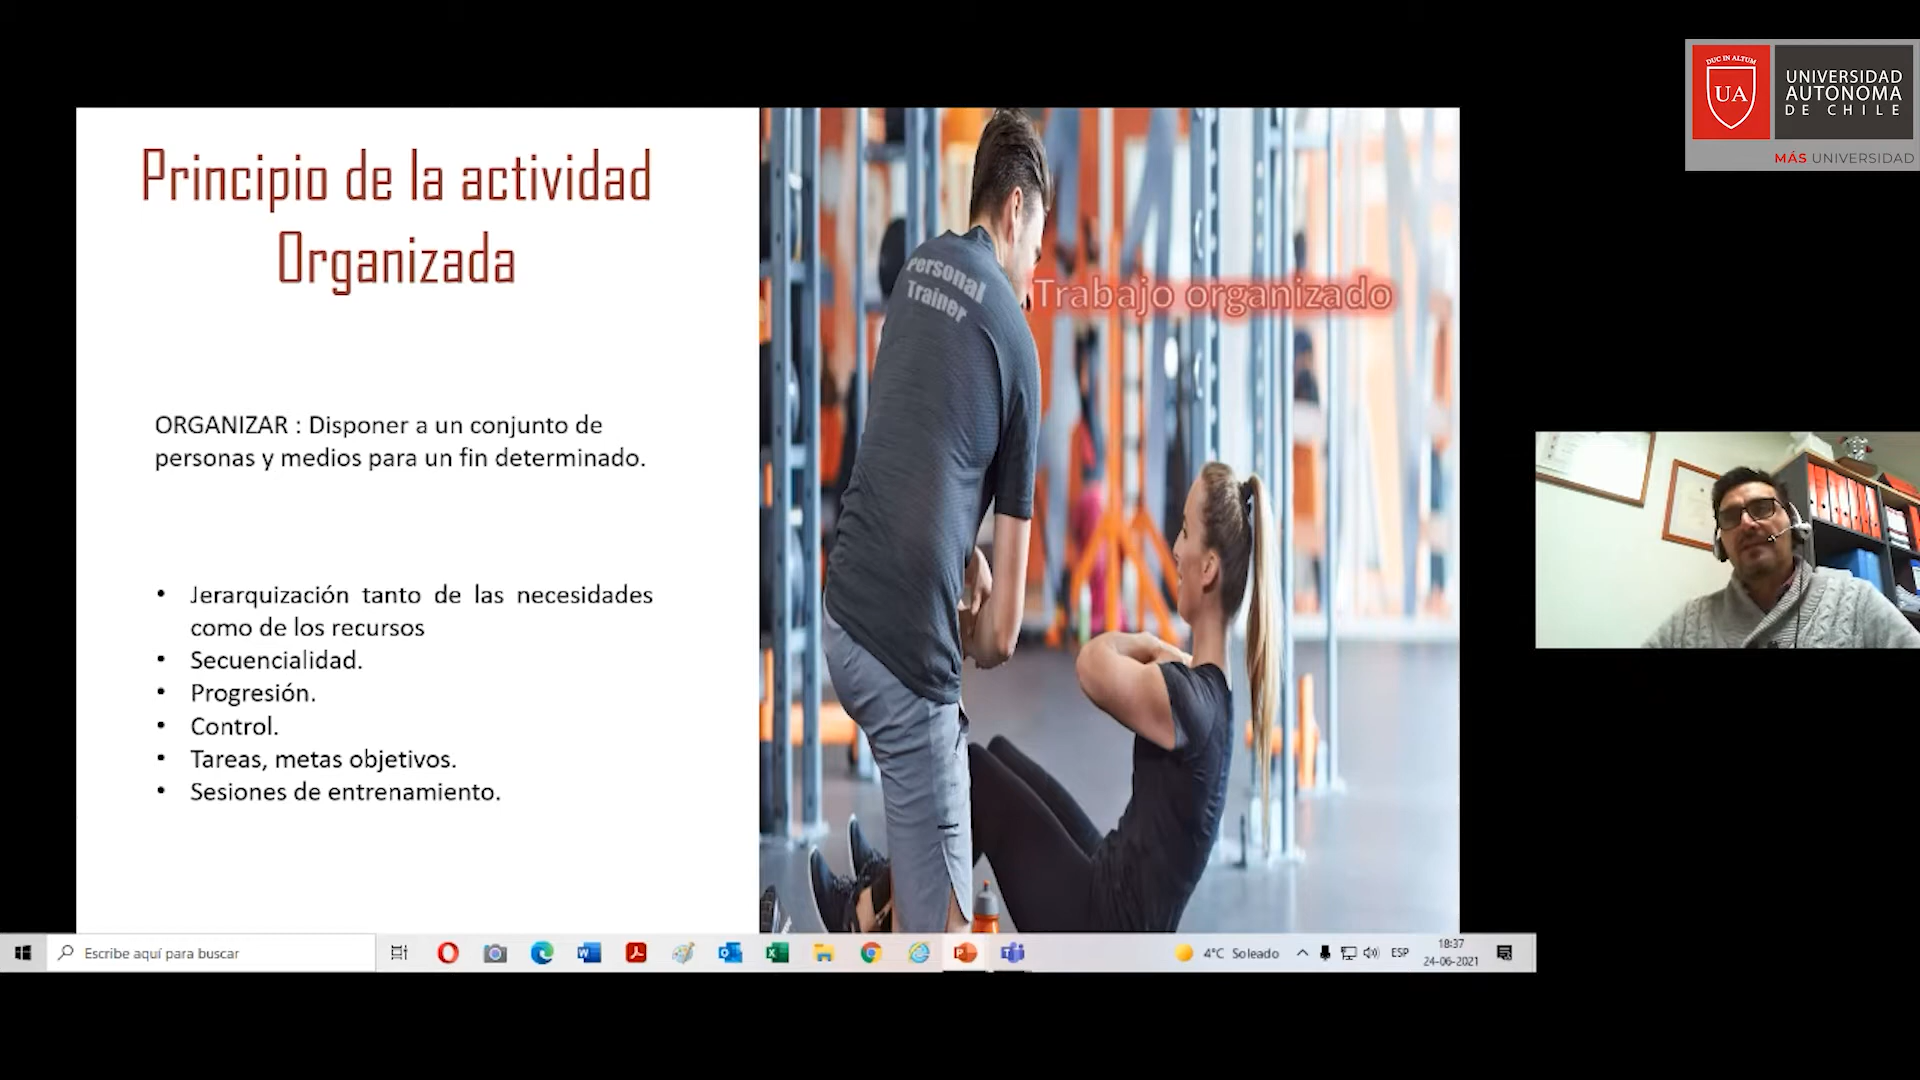 DUC IN ALTUM
UA
UNIVERSIDAD
AUTONOMA
DE CHILE
MÁS UNIVERSIDAD
Principio de la actividad
Organizada
ORGANIZAR : Disponer a un conjunto de
personas y medios para un fin determinado.
• Jerarquización tanto de las necesidades
como de los recursos
• Secuencialidad.
• Progresión.
• Control.
• Tareas, metas objetivos.
• Sesiones de entrenamiento.
Personal
Trainer
Trabajo organizado
Escribe aquí para buscar
4°C Soleado
ESP
18:37
24-06-2021